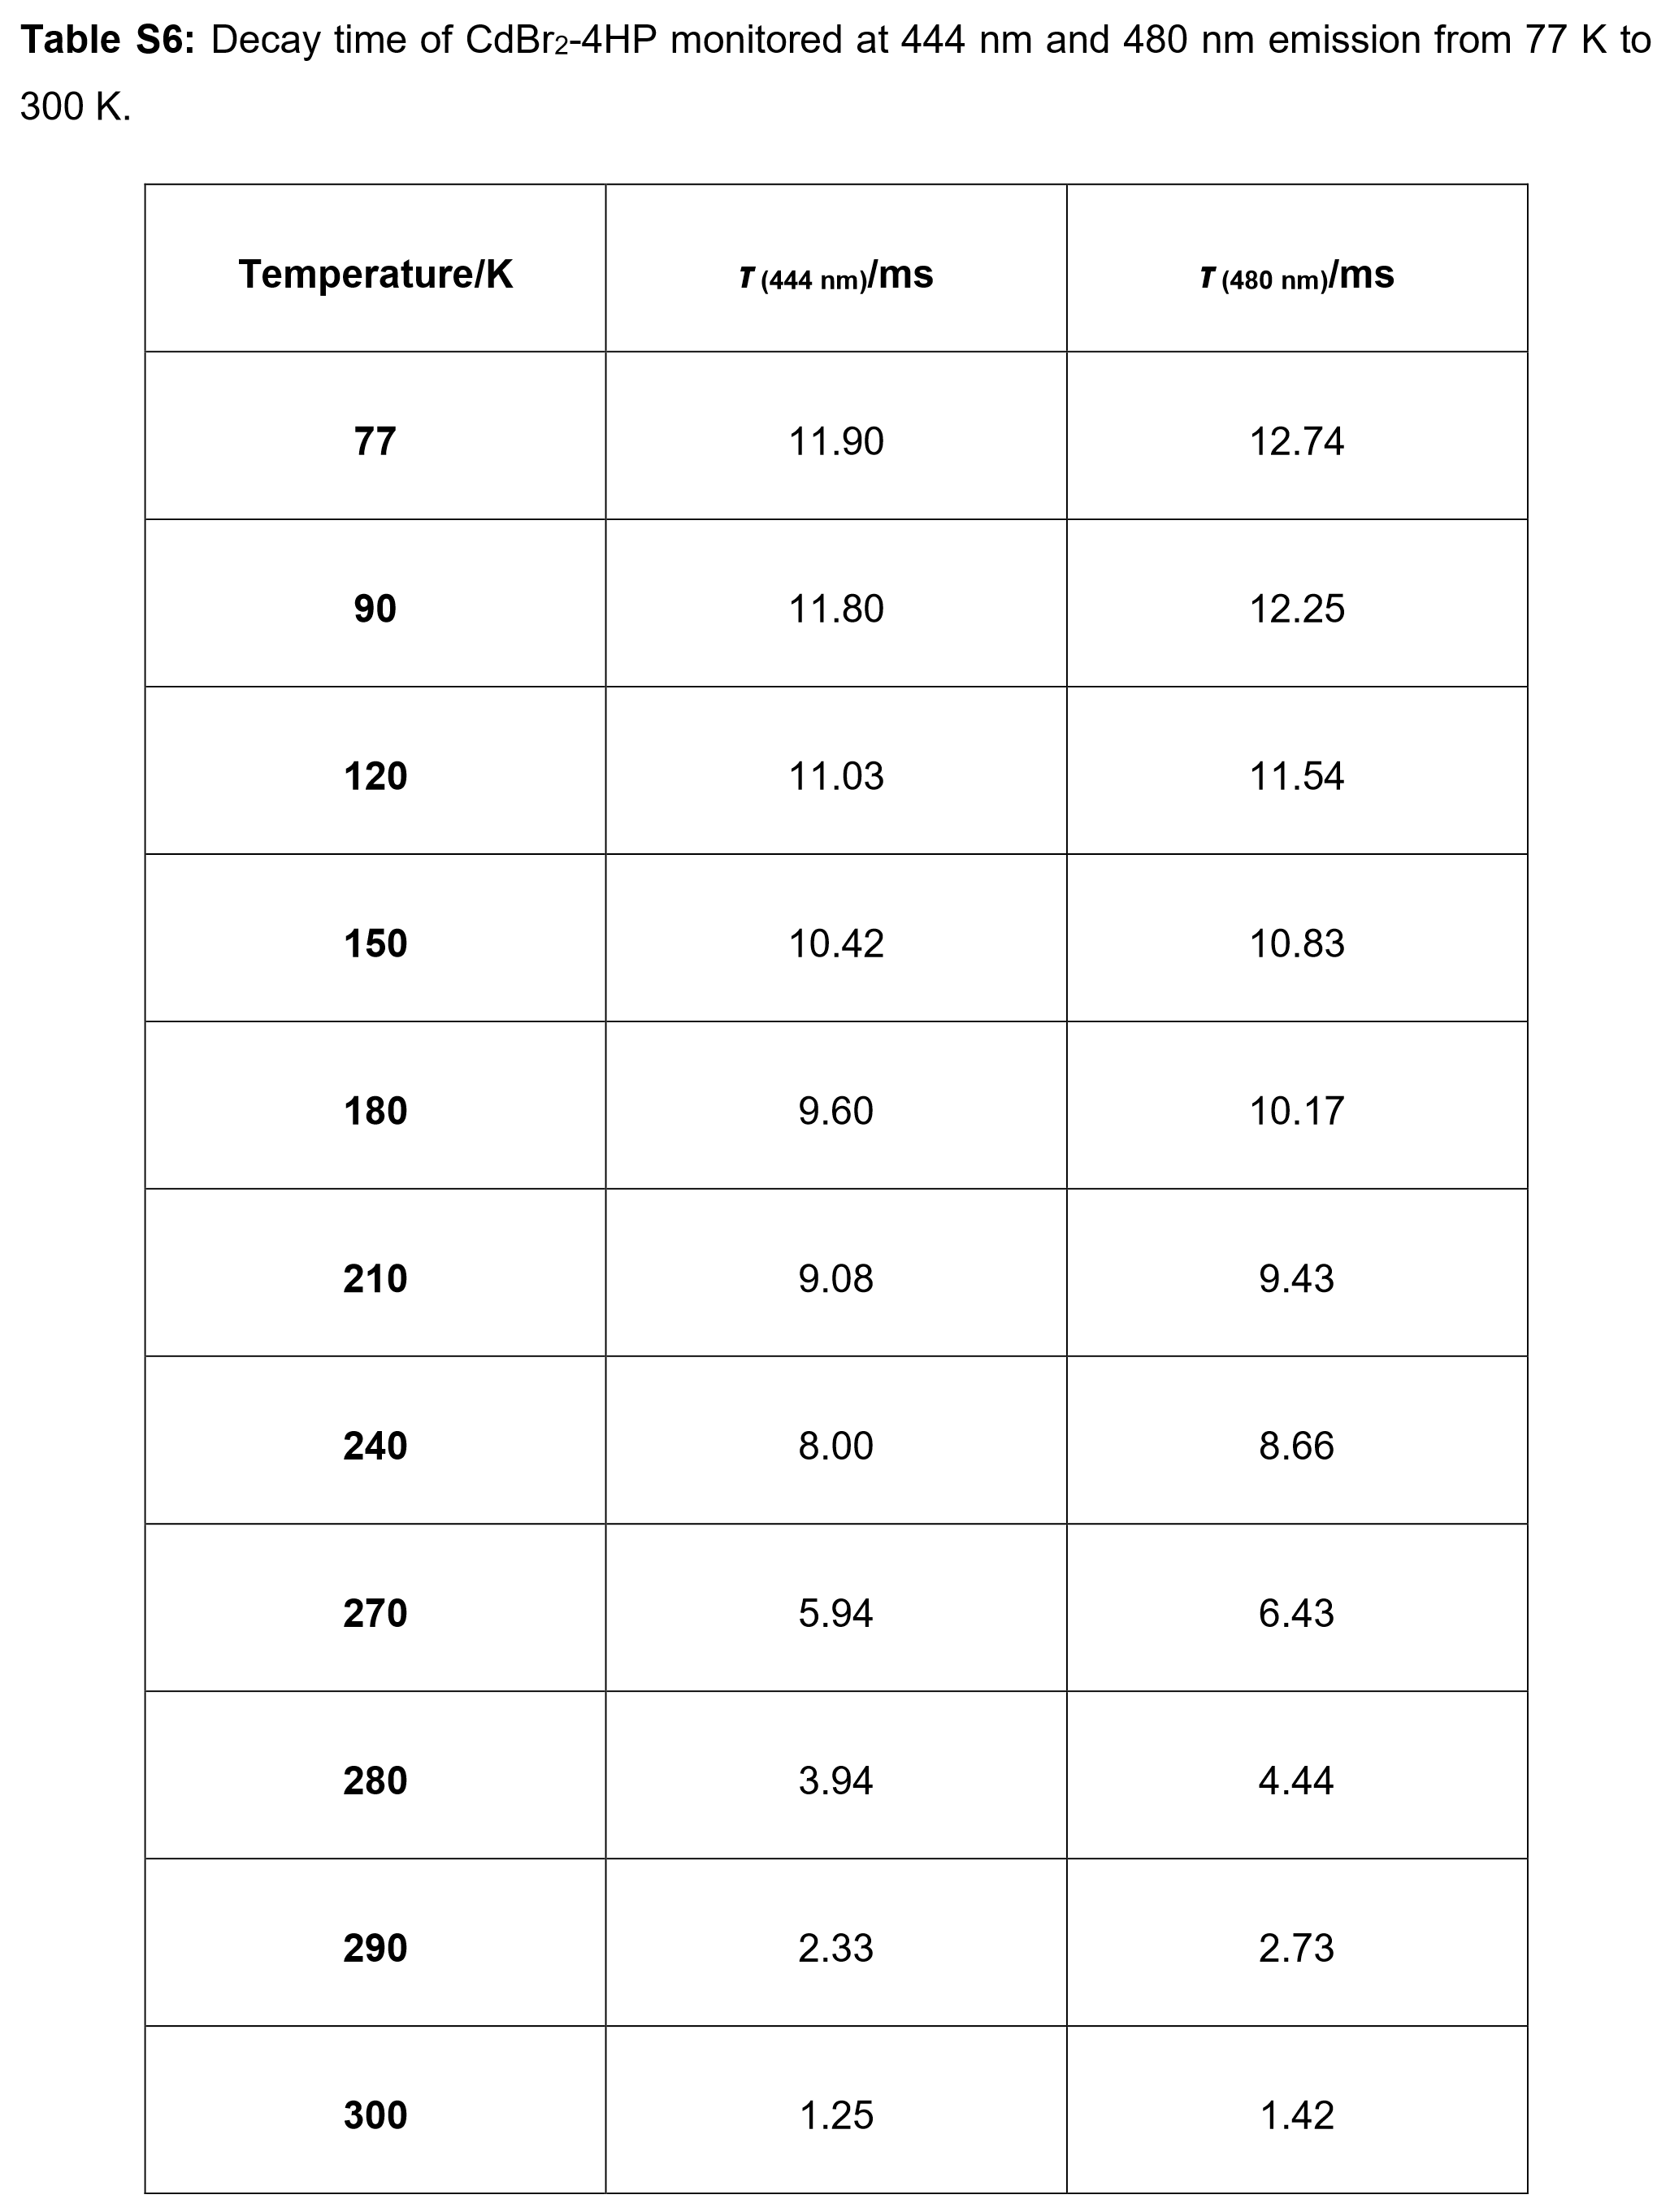 Table S6: Decay time of CdBr2-4HP monitored at 444 nm and 480 nm emission from 77 K to
300 K.
Temperature/K τ (444 nm)/ms τ (480 nm)/ms
77 11.90 12.74
90 11.80 12.25
120 11.03 11.54
150 10.42 10.83
180 9.60 10.17
210 9.08 9.43
240 8.00 8.66
270 5.94 6.43
280 3.94 4.44
290 2.33 2.73
300 1.25 1.42